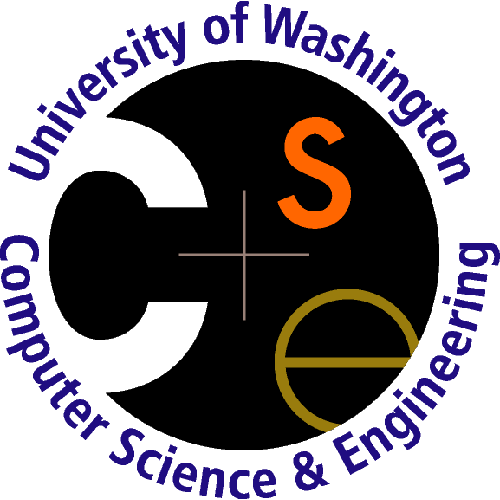 University of Washington
C
S
e
Computer Science & Engineering